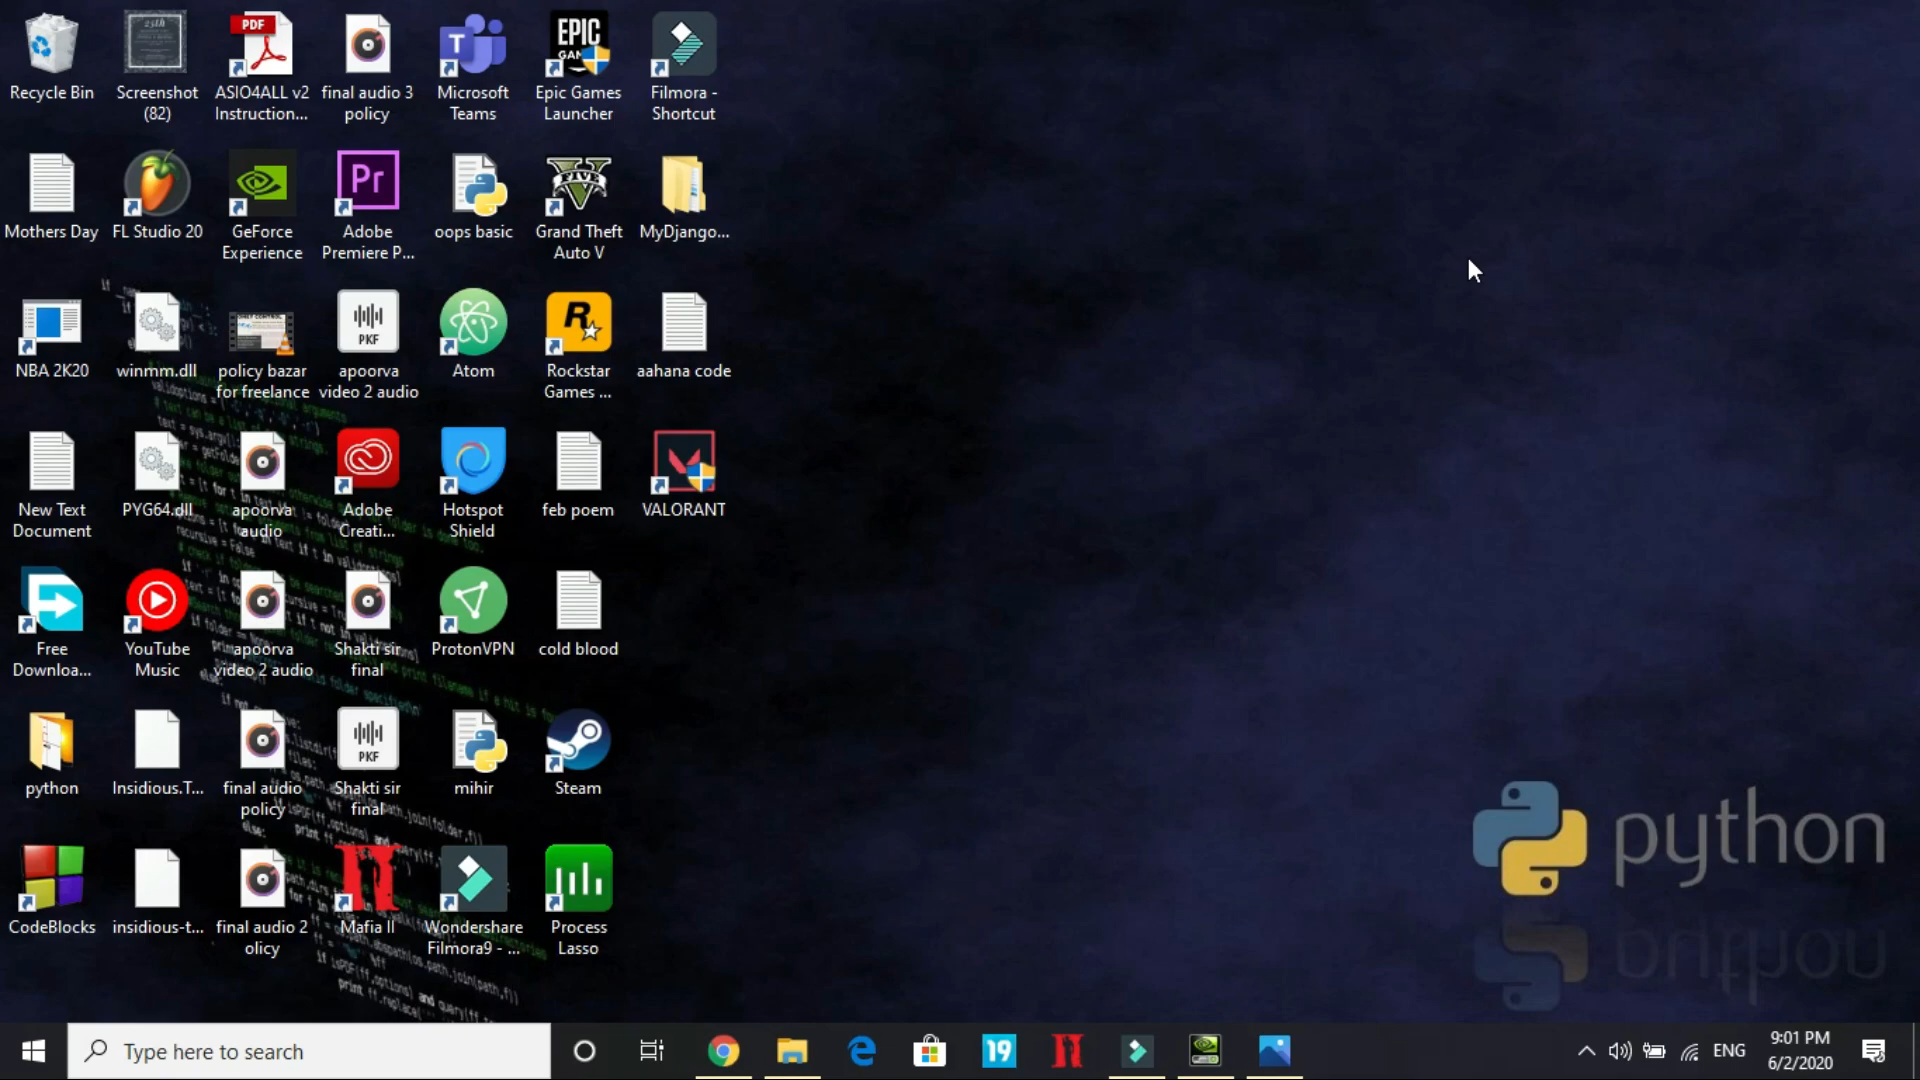 Recycle Bin
Screenshot
(82)
ASIO4ALL v2
Instruction...
final audio 3
policy
Microsoft
Teams
Epic Games
Launcher
Filmora -
Shortcut
Mothers Day
FL Studio 20
GeForce
Experience
Adobe
Premiere P...
oops basic
Grand Theft
Auto V
MyDjango...
NBA 2K20
winmm.dll
policy bazar
for freelance
apoorva
video 2 audio
Atom
Rockstar
Games ...
aahana code
New Text
Document
PYG64.dll
apoorva
audio
Adobe
Creati...
Hotspot
Shield
feb poem
VALORANT
Free
Downloa...
YouTube
Music
apoorva
video 2 audio
Shakti sir
final
ProtonVPN
cold blood
python
Insidious.T...
final audio
policy
Shakti sir
final
mihir
Steam
CodeBlocks
insidious-t...
final audio 2
olicy
Mafia II
Wondershare
Filmora9 - ...
Process
Lasso
python
Type here to search
19
ENG
9:01 PM
6/2/2020